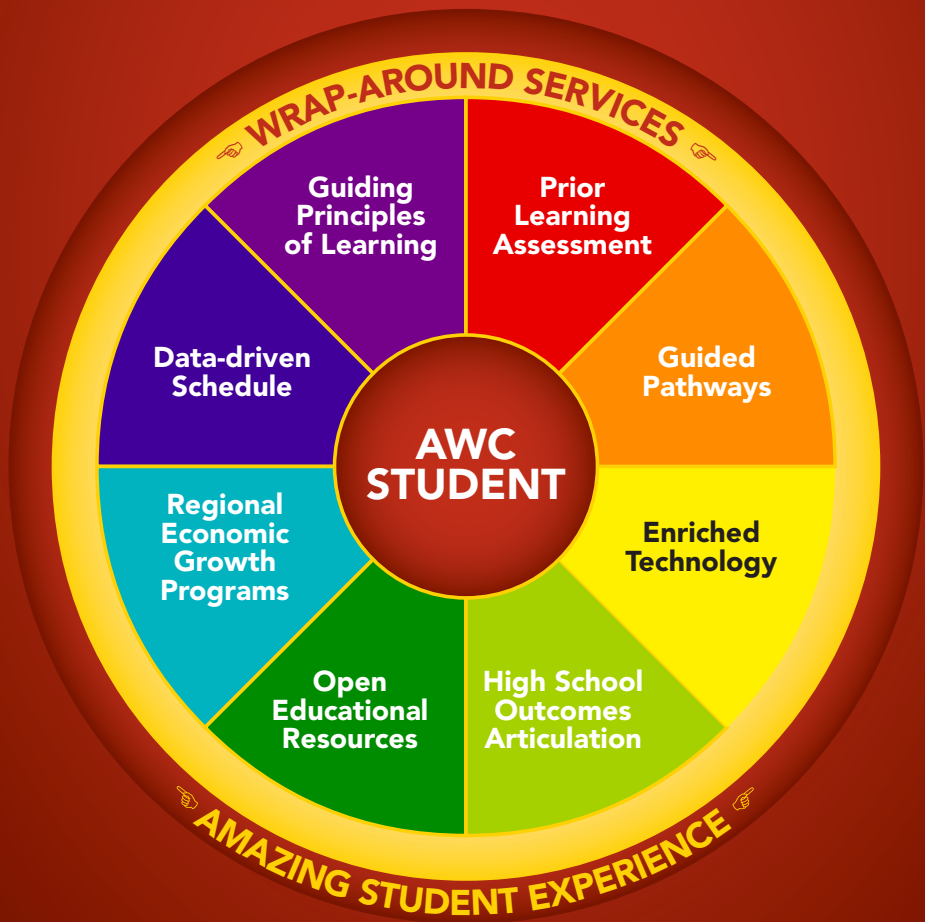 WRAP-AROUND SERVICES
Guiding
Principles
of Learning
Prior
Learning
Assessment
Data-driven
Schedule
Guided
Pathways
AWC
STUDENT
Regional
Economic
Growth
Programs
Enriched
Technology
Open
Educational
Resources
High School
Outcomes
Articulation
AMAZING STUDENT EXPERIENCE